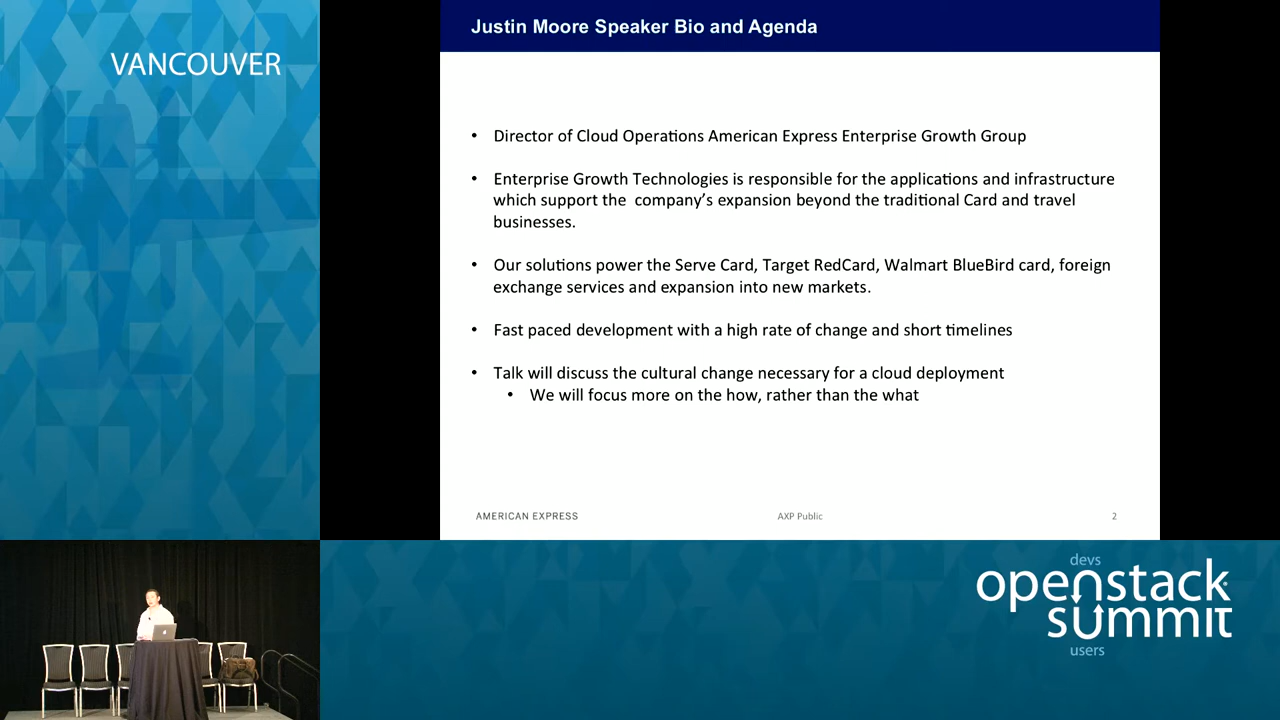 VANCOUVER
Justin Moore Speaker Bio and Agenda
• Director of Cloud Operations American Express Enterprise Growth Group
• Enterprise Growth Technologies is responsible for the applications and infrastructure
which support the company's expansion beyond the traditional Card and travel
businesses.
• Our solutions power the Serve Card, Target RedCard, Walmart BlueBird card, foreign
exchange services and expansion into new markets.
• Fast paced development with a high rate of change and short timelines
• Talk will discuss the cultural change necessary for a cloud deployment
• We will focus more on the how, rather than the what
AMERICAN EXPRESS AXP Public 2
devs
openstack
summit
users